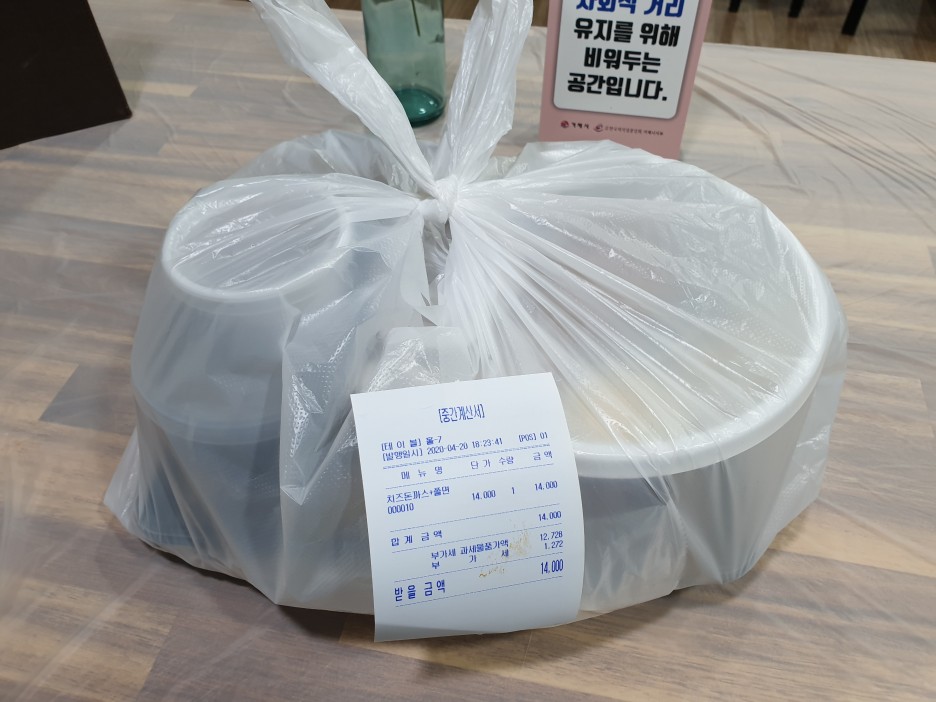 사회적 거리
유지를 위해
비워두는
공간입니다.
거제시
[중간계산서]
[테 이 블] 홀-7
[발행일시] 2020-04-20 18:23:41 [POS] 01
메 뉴 명 단 가 수량 금 액
치즈돈까스+쫄면
000010 14,000 1 14,000
합 계 금 액 14,000
부가세 과세물품가액 12,728
부 가 세 1,272
받 을 금 액 14,000